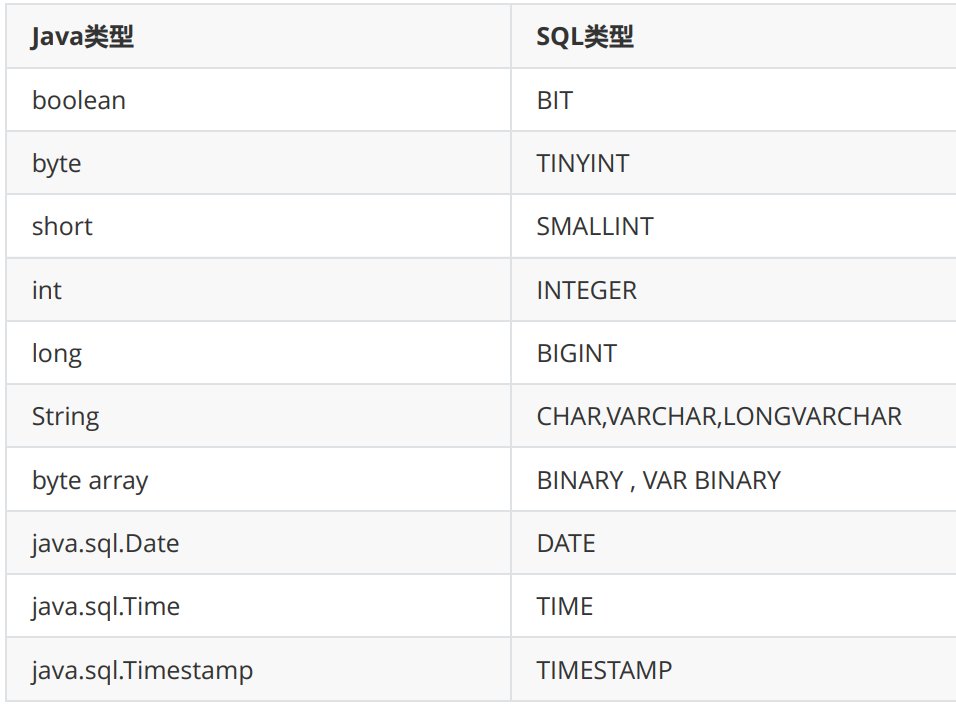 Java类型 SQL类型
boolean BIT
byte TINYINT
short SMALLINT
int INTEGER
long BIGINT
String CHAR,VARCHAR,LONGVARCHAR
byte array BINARY , VAR BINARY
java.sql.Date DATE
java.sql.Time TIME
java.sql.Timestamp TIMESTAMP